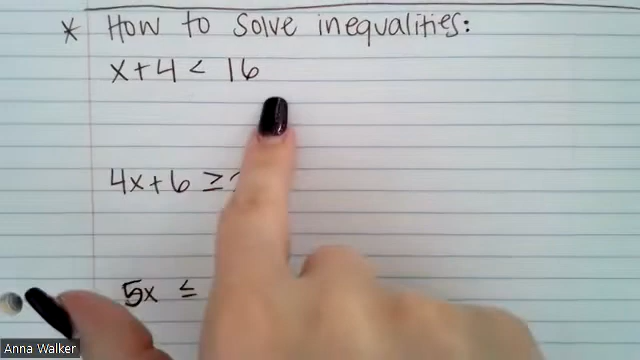 * How to solve inequalities:
x+4 < 16
4x+6 ≥
5x ≤
Anna Walker